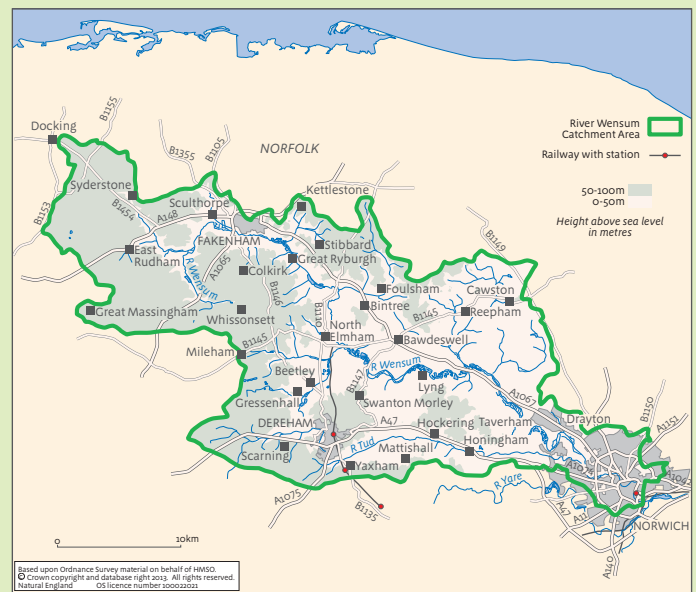 Docking
B1155
B1355
B1105
NORFOLK
River Wensum
Catchment Area
Railway with station
50-100m
0-50m
Height above sea level
in metres
Syderstone
B1153
B1454
A148
Sculthorpe
Kettlestone
B1149
FAKENHAM
Stibbard
East
Rudham
R Wensum
A1065
Colkirk
Great Ryburgh
B1146
Foulsham
Cawston
Great Massingham
Whissonsett
B110
Bintree
B1145
Reepham
North
Elmham
Bawdeswell
Mileham
B1145
R Wensum
Beetley
B1147
Lyng
A1067
Gressenhall
Swanton Morley
DEREHAM
A47
Hockering
Taverham
Drayton
B1150
A1151
Scarning
R Tud
Mattishall
Honingham
A1074
A1042
Yaxham
R Yare
A1075
B1135
A47
A11
NORWICH
A140
0
10km
Based upon Ordnance Survey material on behalf of HMSO.
© Crown copyright and database right 2013. All rights reserved.
Natural England OS licence number 100022021